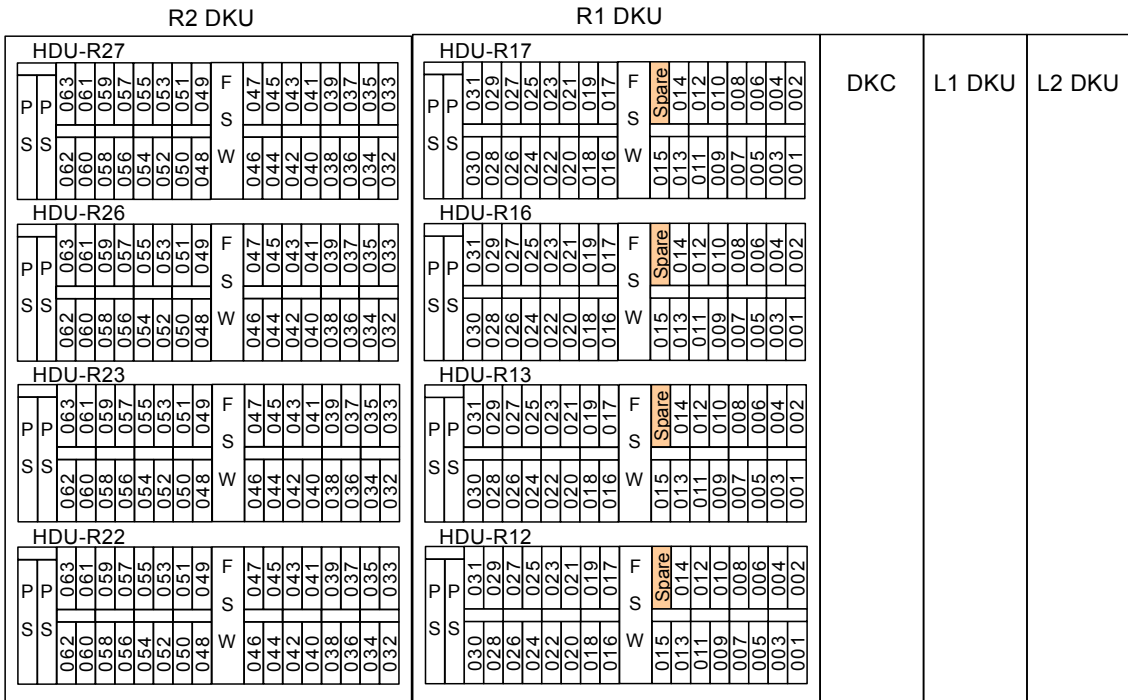 R2 DKU R1 DKU
DKC L1 DKU L2 DKU
HDU-R27
P P S S
063 061 059 057 055 053 051 049 F S W 047 045 043 041 039 037 035 033
062 060 058 056 054 052 050 048 046 044 042 040 038 036 034 032
HDU-R17
P P S S
031 029 027 025 023 021 019 017 F S W Spare 014 012 010 008 006 004 002
030 028 026 024 022 020 018 016 015 013 011 009 007 005 003 001
HDU-R26
P P S S
063 061 059 057 055 053 051 049 F S W 047 045 043 041 039 037 035 033
062 060 058 056 054 052 050 048 046 044 042 040 038 036 034 032
HDU-R16
P P S S
031 029 027 025 023 021 019 017 F S W Spare 014 012 010 008 006 004 002
030 028 026 024 022 020 018 016 015 013 011 009 007 005 003 001
HDU-R23
P P S S
063 061 059 057 055 053 051 049 F S W 047 045 043 041 039 037 035 033
062 060 058 056 054 052 050 048 046 044 042 040 038 036 034 032
HDU-R13
P P S S
031 029 027 025 023 021 019 017 F S W Spare 014 012 010 008 006 004 002
030 028 026 024 022 020 018 016 015 013 011 009 007 005 003 001
HDU-R22
P P S S
063 061 059 057 055 053 051 049 F S W 047 045 043 041 039 037 035 033
062 060 058 056 054 052 050 048 046 044 042 040 038 036 034 032
HDU-R12
P P S S
031 029 027 025 023 021 019 017 F S W Spare 014 012 010 008 006 004 002
030 028 026 024 022 020 018 016 015 013 011 009 007 005 003 001